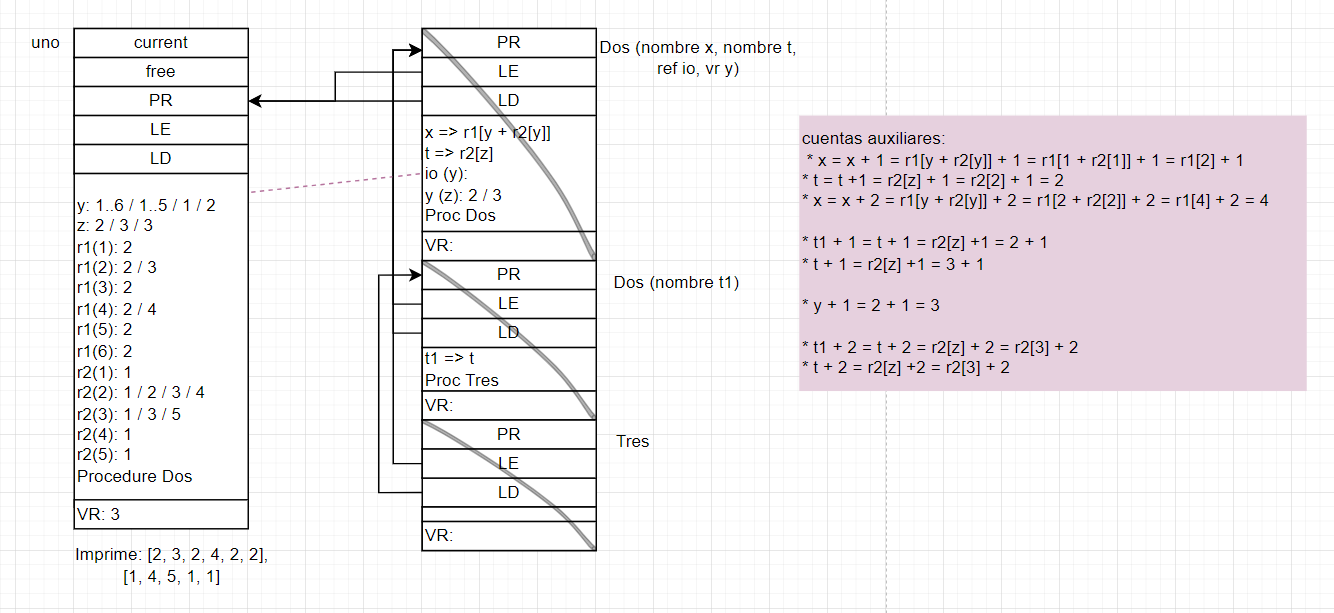 uno
current
free
PR
LE
LD
y: 1..6 / 1..5 / 1 / 2
z: 2 / 3 / 3
r1(1): 2
r1(2): 2 / 3
r1(3): 2
r1(4): 2 / 4
r1(5): 2
r1(6): 2
r2(1): 1
r2(2): 1 / 2 / 3 / 4
r2(3): 1 / 3 / 5
r2(4): 1
r2(5): 1
Procedure Dos
VR: 3
Imprime: [2, 3, 2, 4, 2, 2],
[1, 4, 5, 1, 1]
PR
LE
LD
x => r1[y + r2[y]]
t => r2[z]
io (y):
y (z): 2 / 3
Proc Dos
VR:
PR
LE
LD
t1 => t
Proc Tres
VR:
PR
LE
LD
VR:
Dos (nombre x, nombre t,
ref io, vr y)
Dos (nombre t1)
Tres
cuentas auxiliares:
* x = x + 1 = r1[y + r2[y]] + 1 = r1[1 + r2[1]] + 1 = r1[2] + 1
* t = t +1 = r2[z] + 1 = r2[2] + 1 = 2
* x = x + 2 = r1[y + r2[y]] + 2 = r1[2 + r2[2]] + 2 = r1[4] + 2 = 4
* t1 + 1 = t + 1 = r2[z] +1 = 2 + 1
* t + 1 = r2[z] +1 = 3 + 1
* y + 1 = 2 + 1 = 3
* t1 + 2 = t + 2 = r2[z] + 2 = r2[3] + 2
* t + 2 = r2[z] +2 = r2[3] + 2